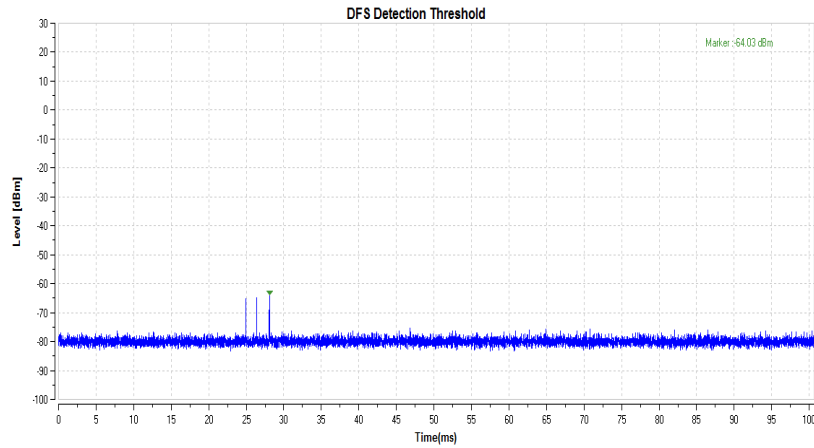 DFS Detection Threshold
Marker :-64.03 dBm
Level [dBm]
30
20
10
0
-10
-20
-30
-40
-50
-60
-70
-80
-90
-100
0 5 10 15 20 25 30 35 40 45 50 55 60 65 70 75 80 85 90 95 100
Time(ms)